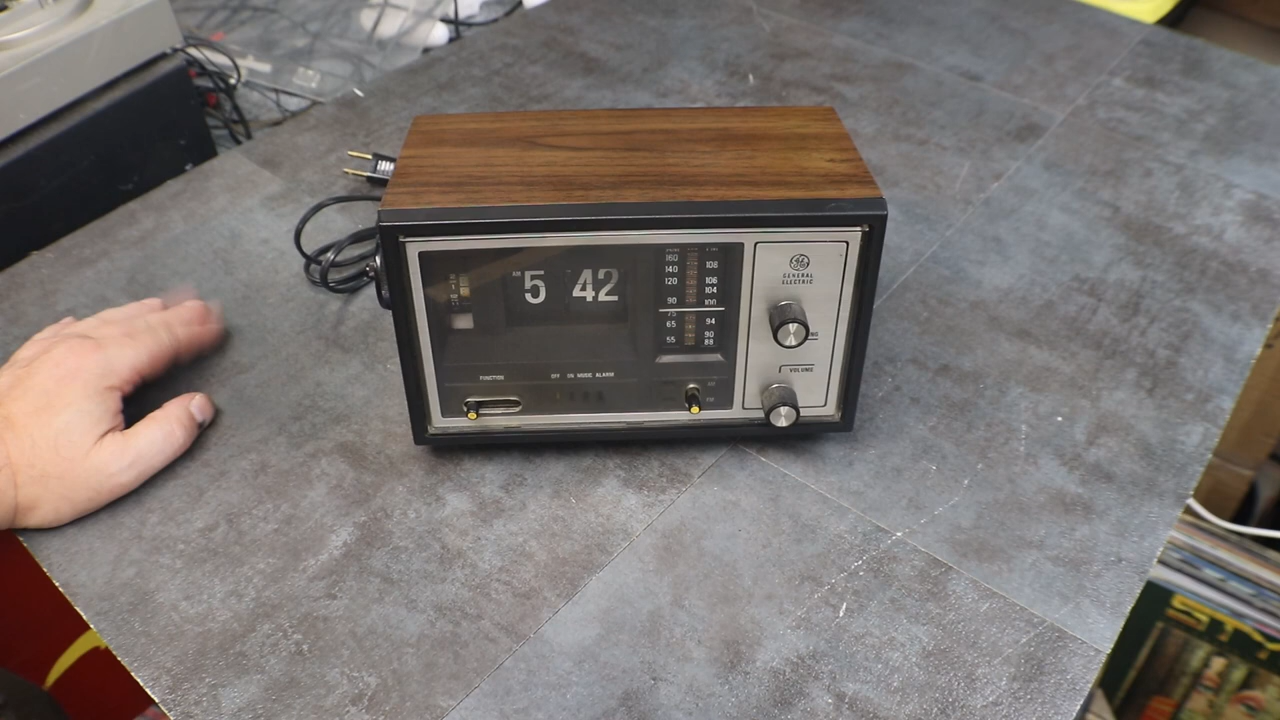 AM 5 42
160 108
140 106
120 104
90 100
75
65 94
90
55 88
GENERAL
ELECTRIC
VOLUME
FUNCTION
OFF ON MUSIC ALARM